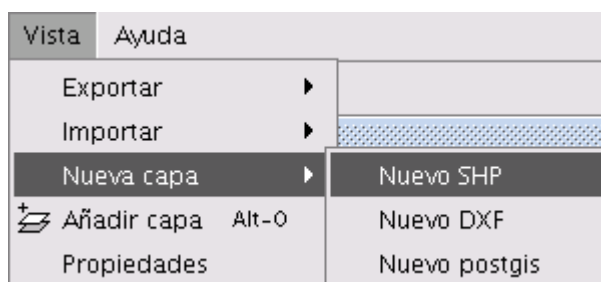 Vista Ayuda
Exportar
Importar
Nueva capa Nuevo SHP
Añadir capa Alt-O Nuevo DXF
Propiedades Nuevo postgis